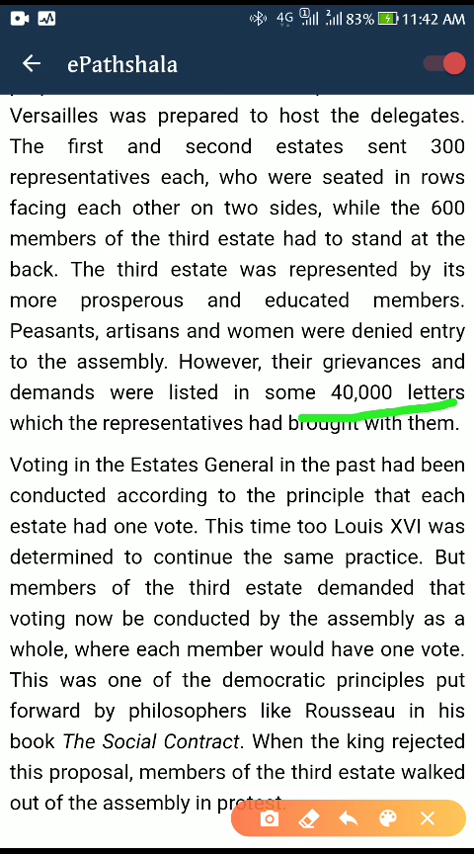 4G 1 2 83% 11:42 AM
ePathshala
Versailles was prepared to host the delegates.
The first and second estates sent 300
representatives each, who were seated in rows
facing each other on two sides, while the 600
members of the third estate had to stand at the
back. The third estate was represented by its
more prosperous and educated members.
Peasants, artisans and women were denied entry
to the assembly. However, their grievances and
demands were listed in some 40,000 letters
which the representatives had brought with them.
Voting in the Estates General in the past had been
conducted according to the principle that each
estate had one vote. This time too Louis XVI was
determined to continue the same practice. But
members of the third estate demanded that
voting now be conducted by the assembly as a
whole, where each member would have one vote.
This was one of the democratic principles put
forward by philosophers like Rousseau in his
book The Social Contract. When the king rejected
this proposal, members of the third estate walked
out of the assembly in protest.